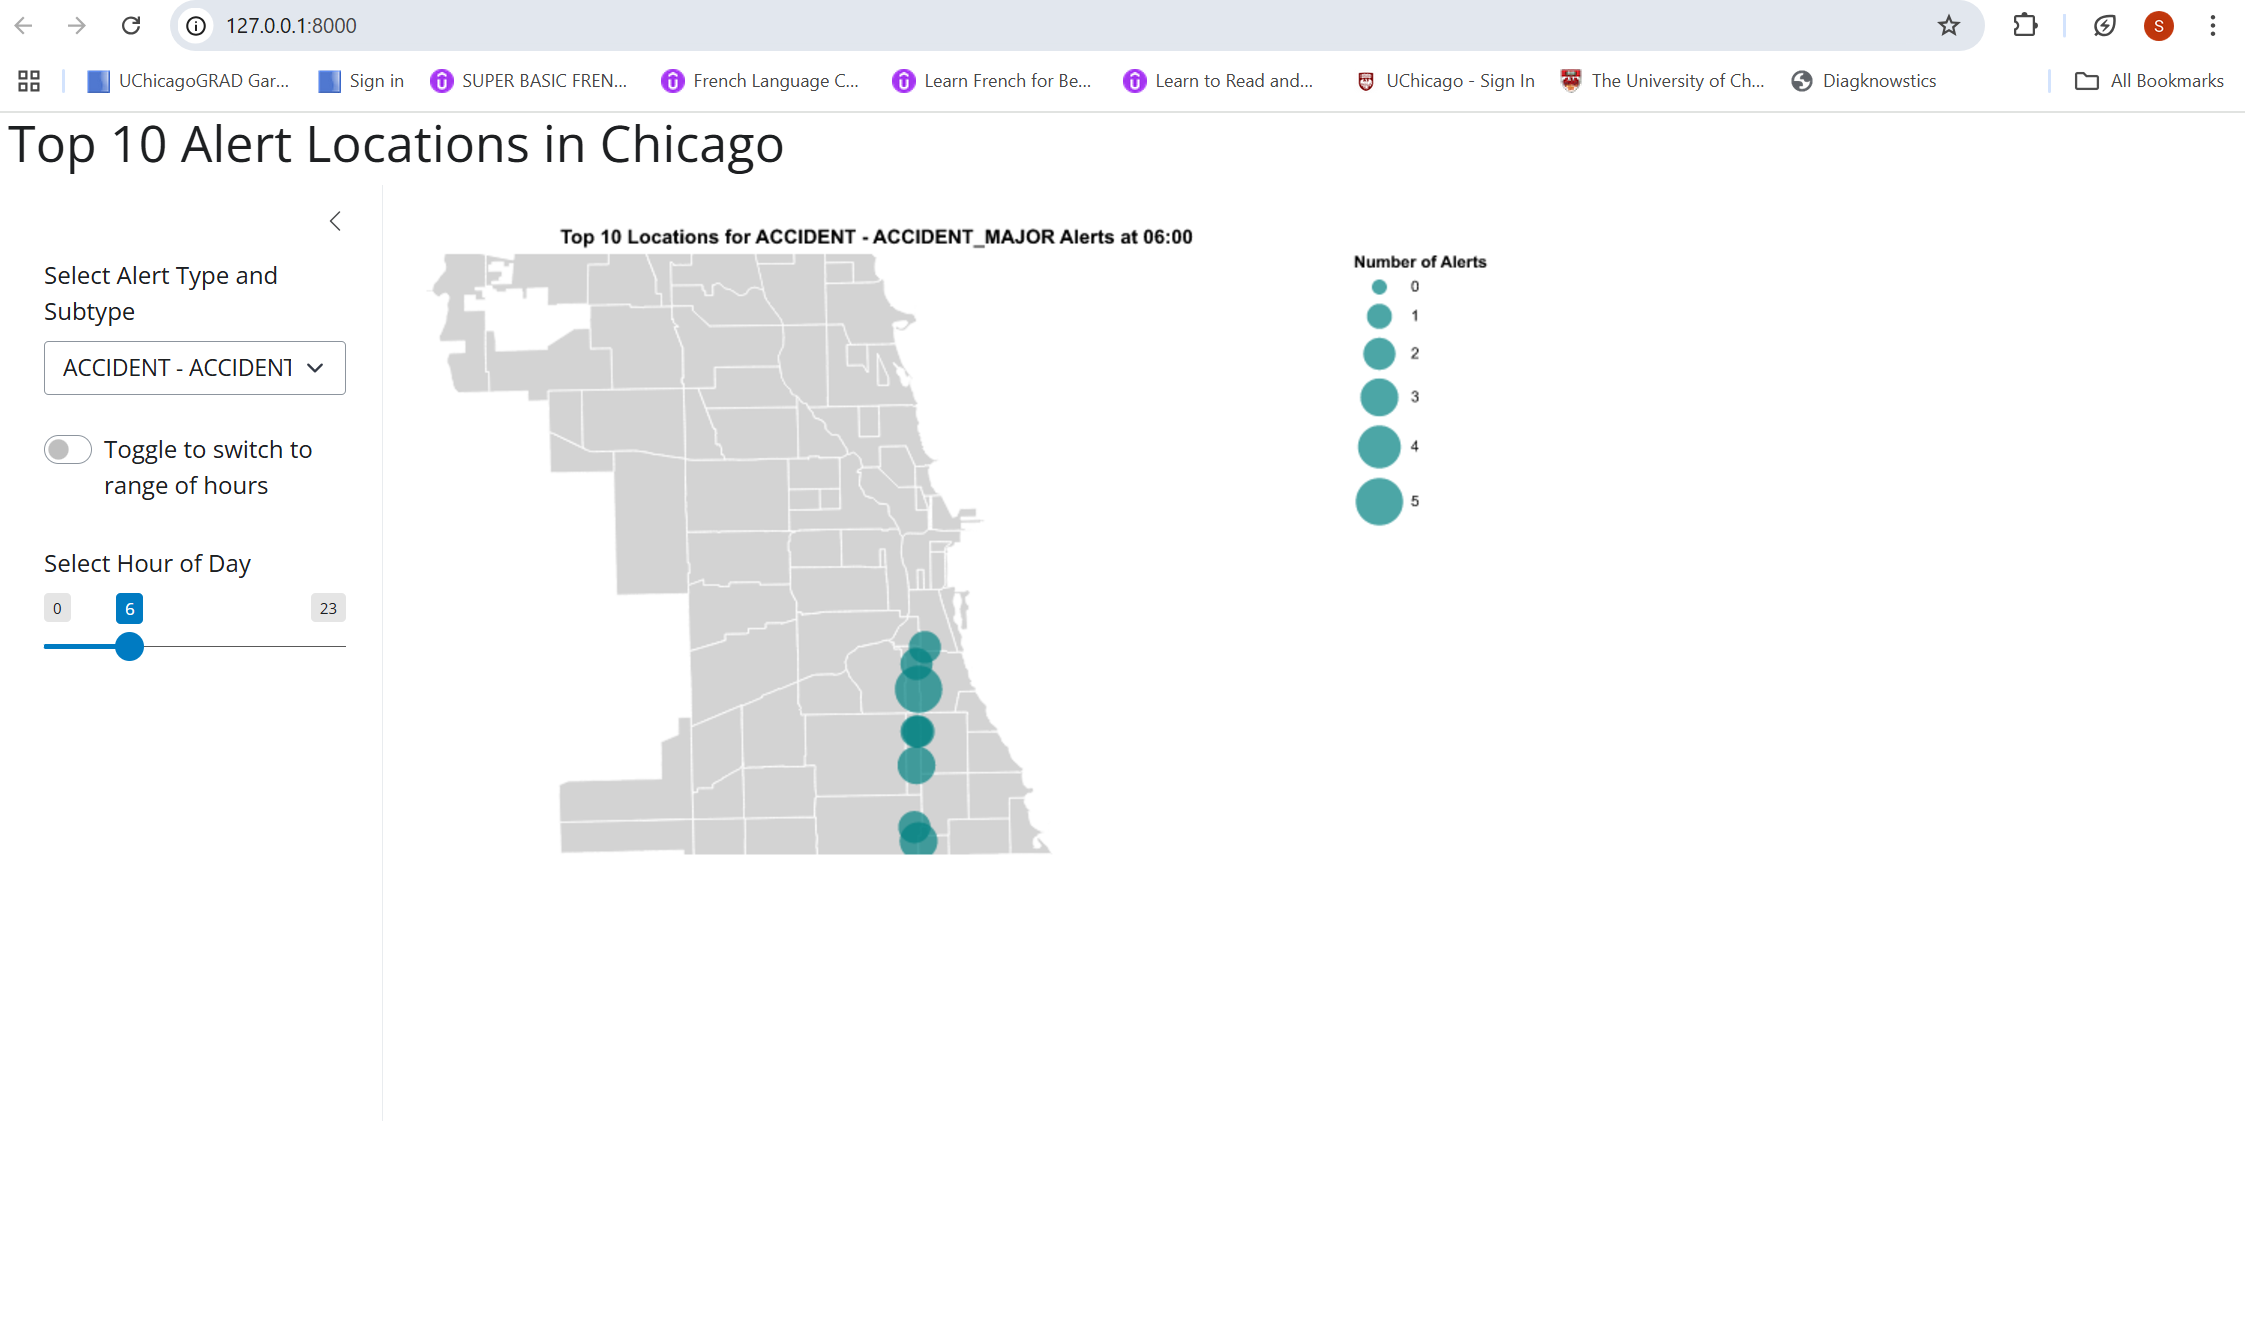 127.0.0.1:8000
UChicagoGRAD Gar... Sign in SUPER BASIC FREN... French Language C... Learn French for Be... Learn to Read and... UChicago - Sign In The University of Ch... Diagknowstics All Bookmarks
S
Top 10 Alert Locations in Chicago
Select Alert Type and
Subtype
ACCIDENT - ACCIDENT
Toggle to switch to
range of hours
Select Hour of Day
0 6 23
Top 10 Locations for ACCIDENT - ACCIDENT_MAJOR Alerts at 06:00
Number of Alerts
0
1
2
3
4
5